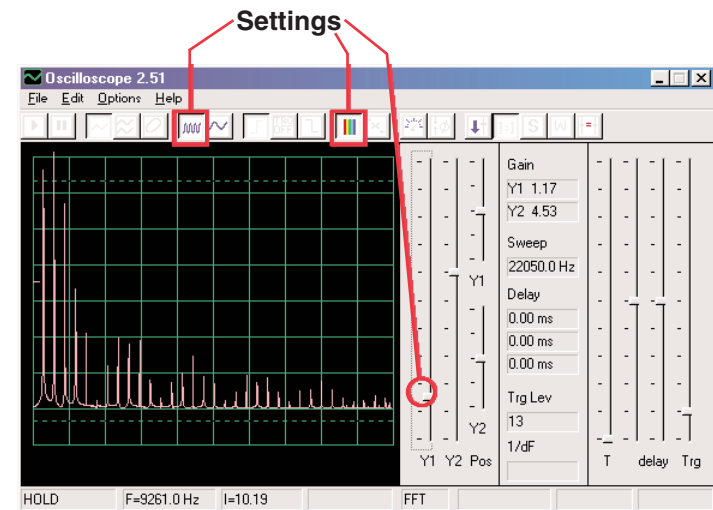 Settings
Oscilloscope 2.51
File Edit Options Help
Gain
Y1 1.17
Y2 4.53
Sweep
22050.0 Hz
Delay
0.00 ms
0.00 ms
0.00 ms
Trg Lev
13
1/dF
Y1
Y2
Y1 Y2 Pos
T delay Trg
HOLD F=9261.0 Hz I=10.19 FFT